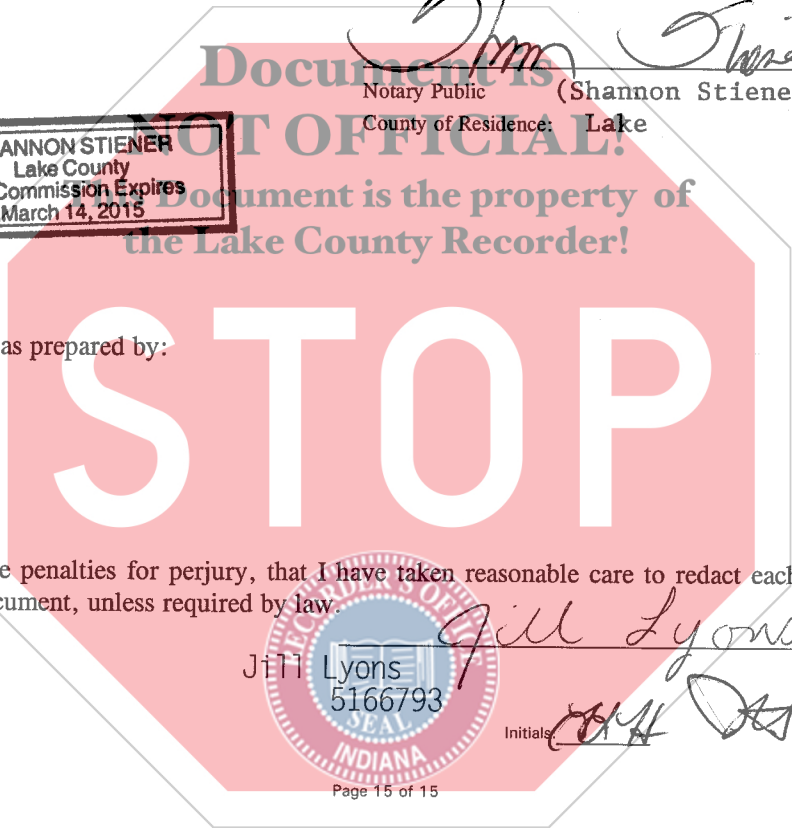 Document is
Notary Public (Shannon Stiene
NOT OFFICIAL!
County of Residence: Lake
ANNON STIENER
Lake County
Commission Expires
March 14, 2015
This Document is the property of
the Lake County Recorder!
as prepared by:
STOP
e penalties for perjury, that I have taken reasonable care to redact each
cument, unless required by law.
Jill Lyons
Jill Lyons
5166793
RECORDER'S OFFICE
SEAL
INDIANA
Initials:
Page 15 of 15